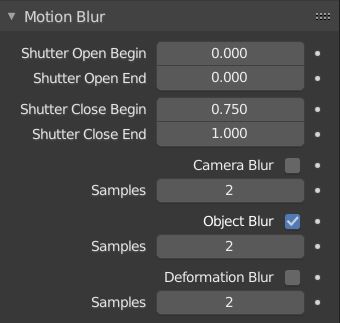 Motion Blur
Shutter Open Begin 0.000
Shutter Open End 0.000
Shutter Close Begin 0.750
Shutter Close End 1.000
Camera Blur
Samples 2
Object Blur
Samples 2
Deformation Blur
Samples 2